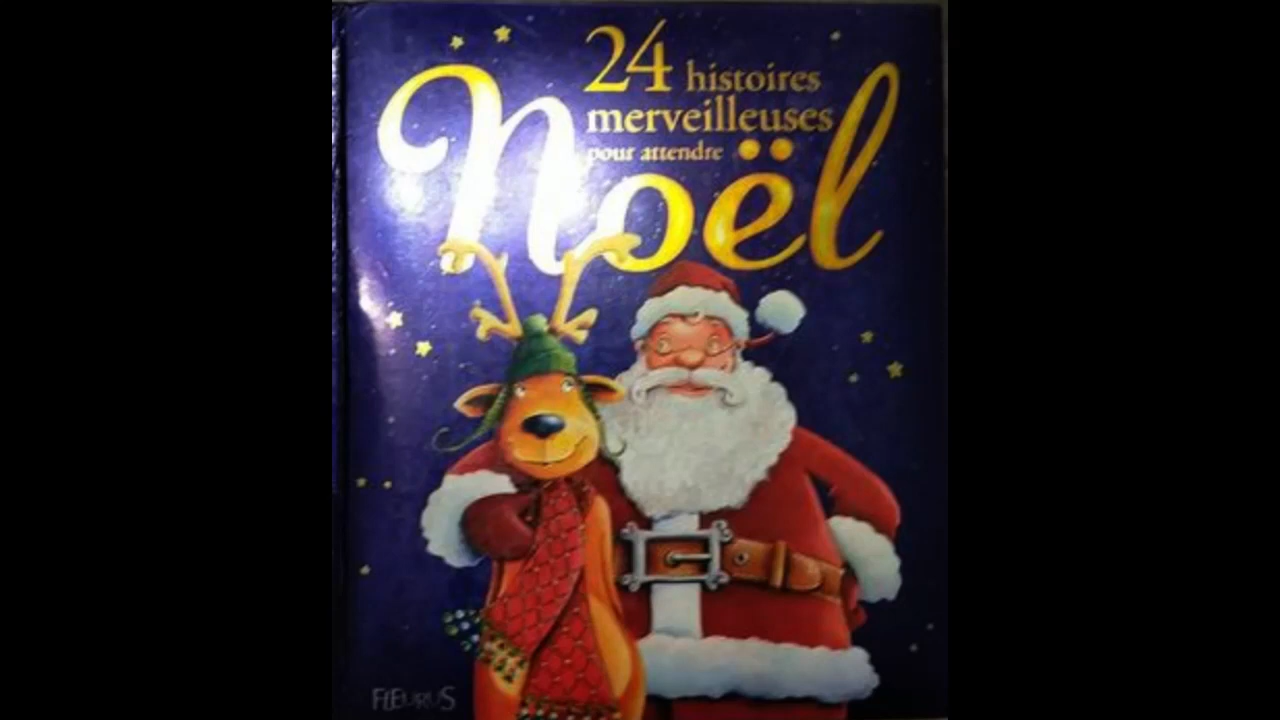 24 histoires
merveilleuses
pour attendre
Noël
FLEURUS